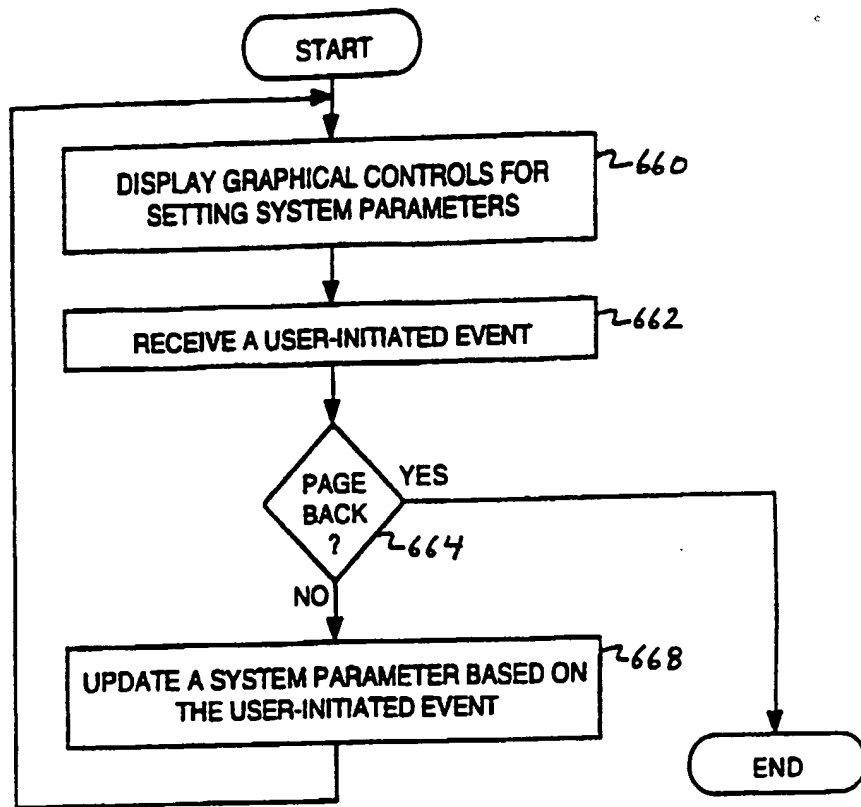 START
DISPLAY GRAPHICAL CONTROLS FOR
SETTING SYSTEM PARAMETERS
660
RECEIVE A USER-INITIATED EVENT
662
PAGE
BACK
?
YES
664
NO
UPDATE A SYSTEM PARAMETER BASED ON
THE USER-INITIATED EVENT
668
END